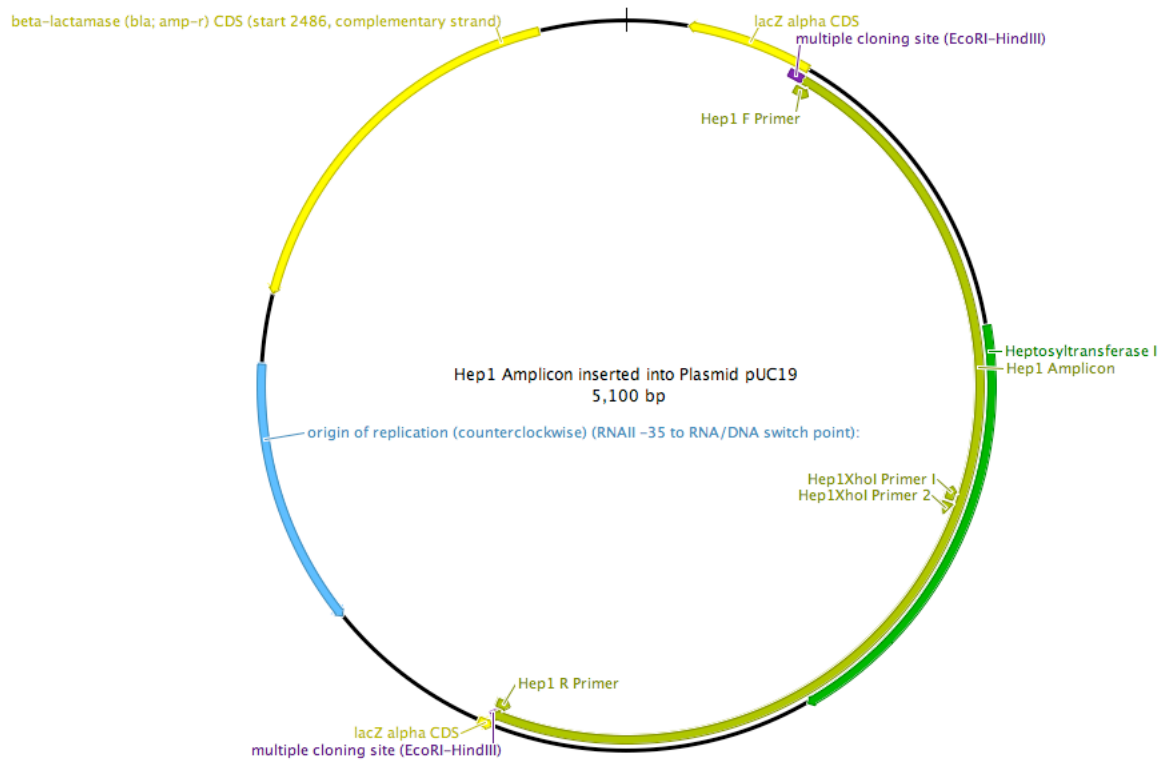 beta-lactamase (bla; amp-r) CDS (start 2486, complementary strand)
lacZ alpha CDS
multiple cloning site (EcoRI-HindIII)
Hep1 F Primer
Heptosyltransferase I
Hep1 Amplicon
Hep1 Amplicon inserted into Plasmid pUC19
5,100 bp
origin of replication (counterclockwise) (RNAII -35 to RNA/DNA switch point):
Hep1XhoI Primer I
Hep1XhoI Primer 2
Hep1 R Primer
lacZ alpha CDS
multiple cloning site (EcoRI-HindIII)